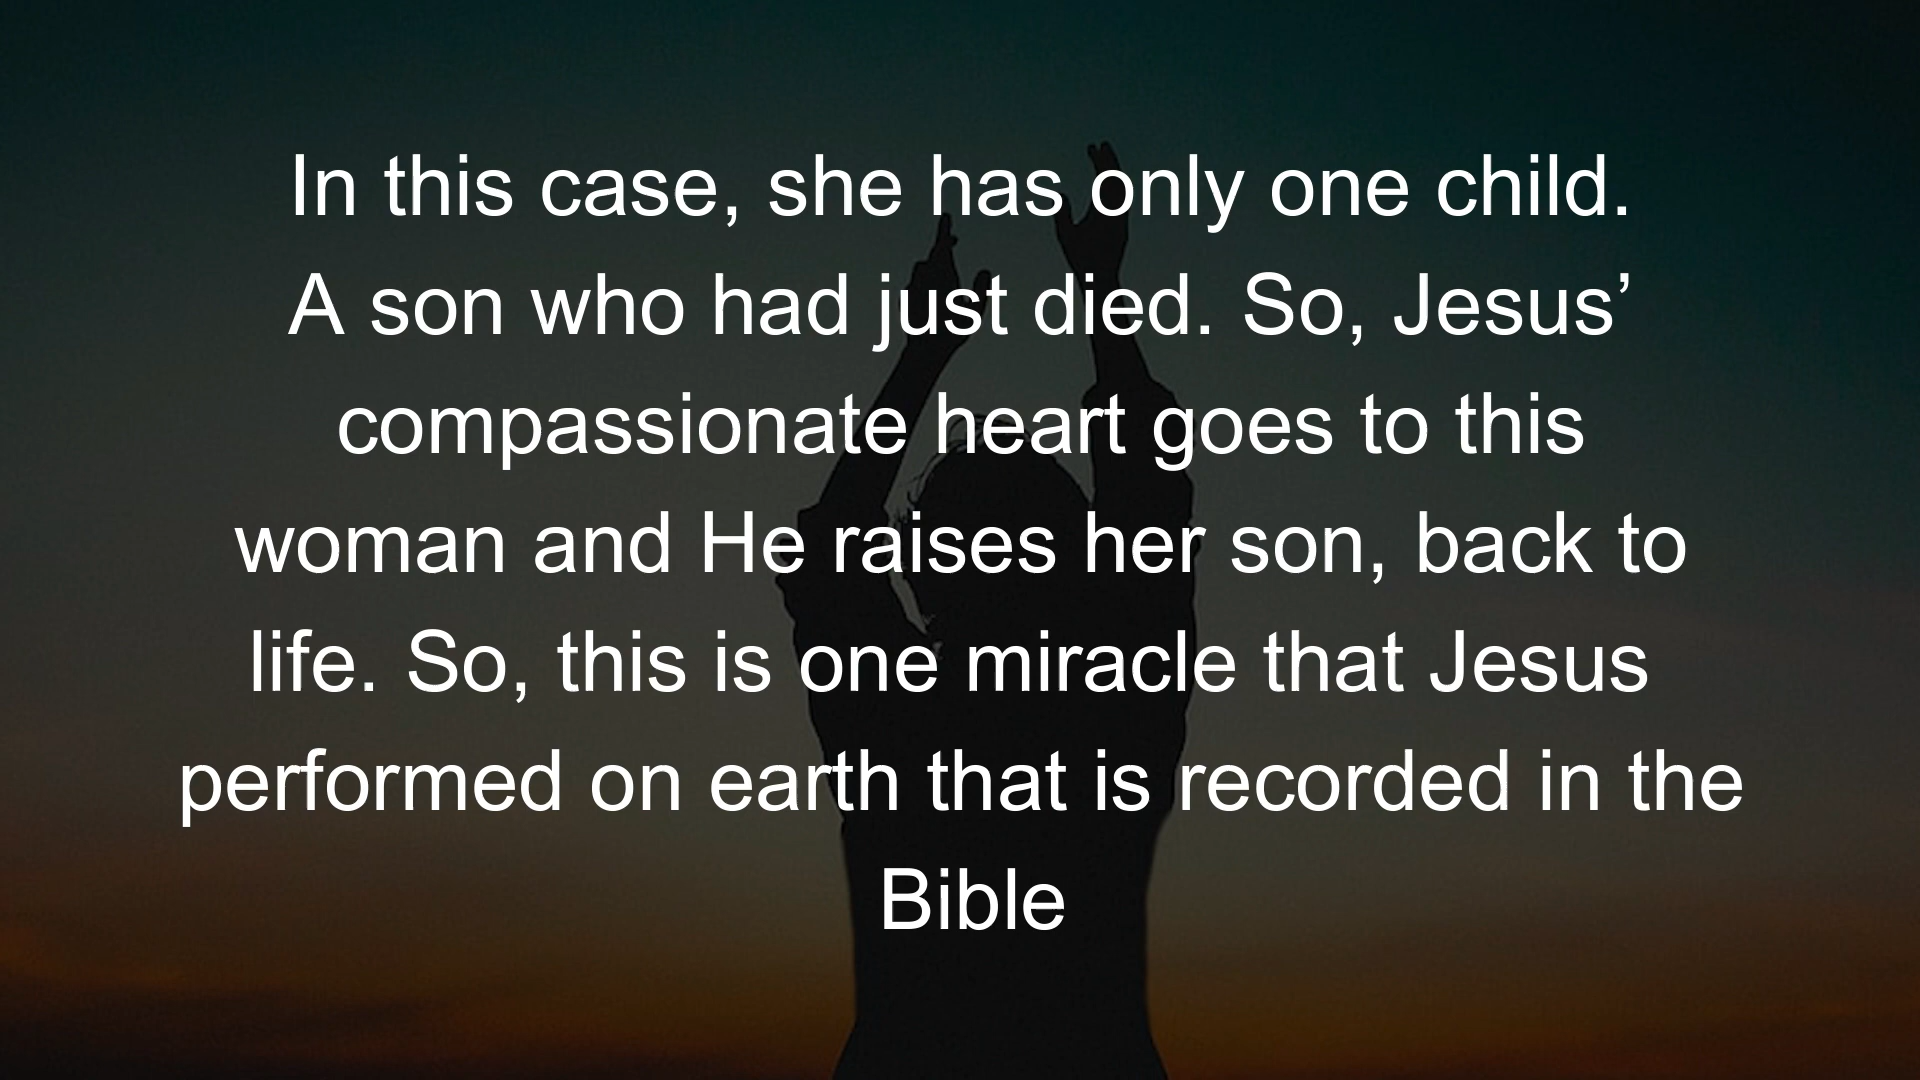 In this case, she has only one child.
A son who had just died. So, Jesus’
compassionate heart goes to this
woman and He raises her son, back to
life. So, this is one miracle that Jesus
performed on earth that is recorded in the
Bible